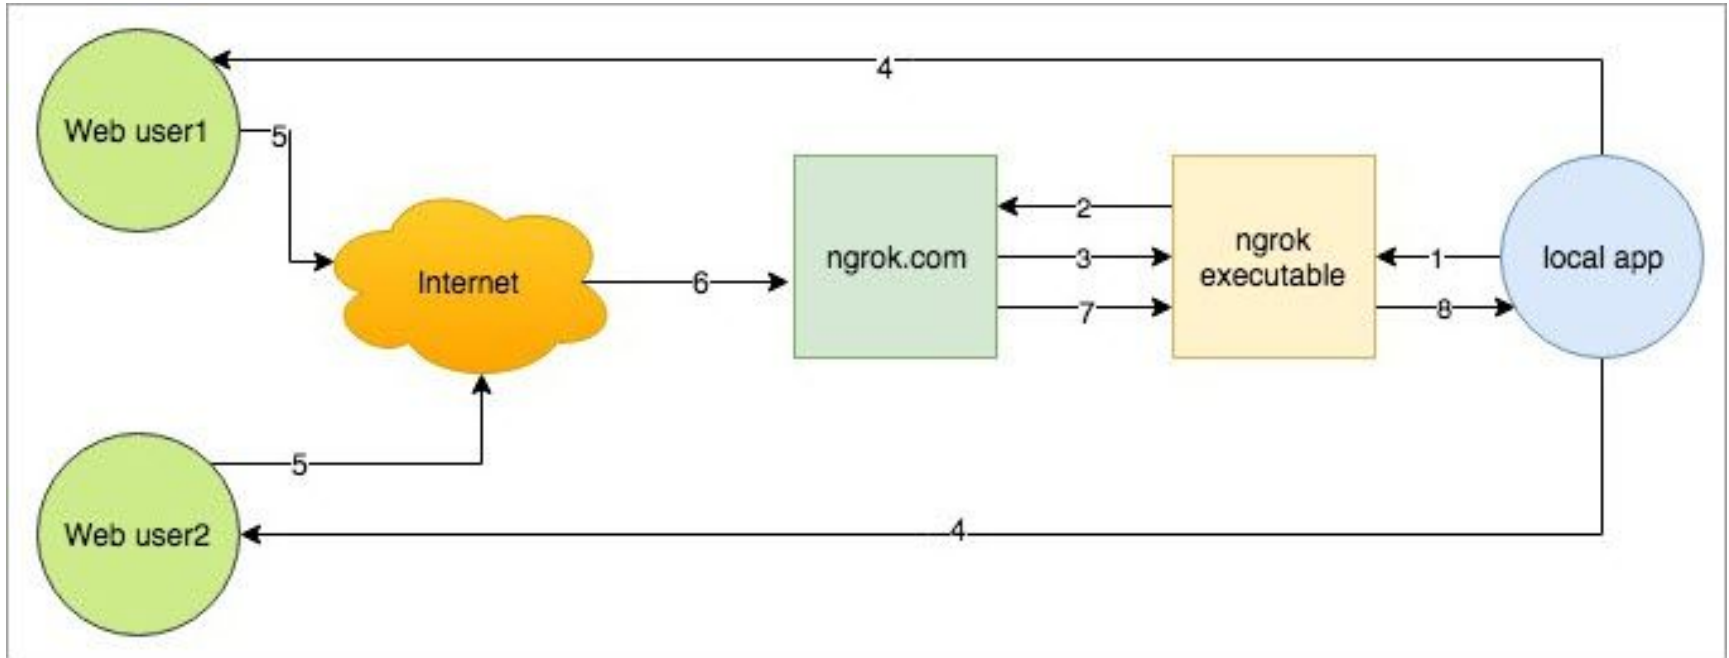 4
Web user1
5
2
ngrok.com
3
ngrok
executable
1
local app
Internet
6
7
8
5
4
Web user2